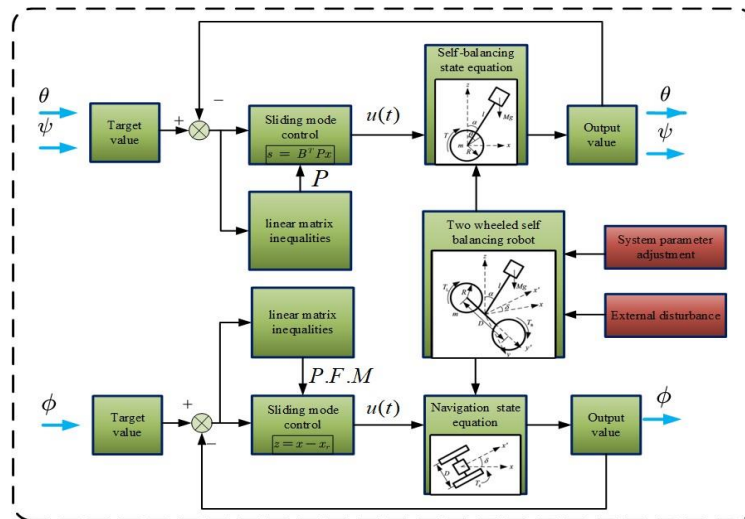 Self-balancing
state equation
θ
ψ
Target
value
+
−
Sliding mode
control
s = B^T Px
u(t)
z
α
l
Mg
m
R
x
Output
value
θ
ψ
P
linear matrix
inequalities
Two wheeled self
balancing robot
z
α
l
x'
Mg
δ
x
R
m
D
y
y'
System parameter
adjustment
External disturbance
linear matrix
inequalities
P.F.M
ϕ
Target
value
+
−
Sliding mode
control
z = x − x_r
u(t)
Navigation state
equation
x'
δ
x
D
Output
value
ϕ